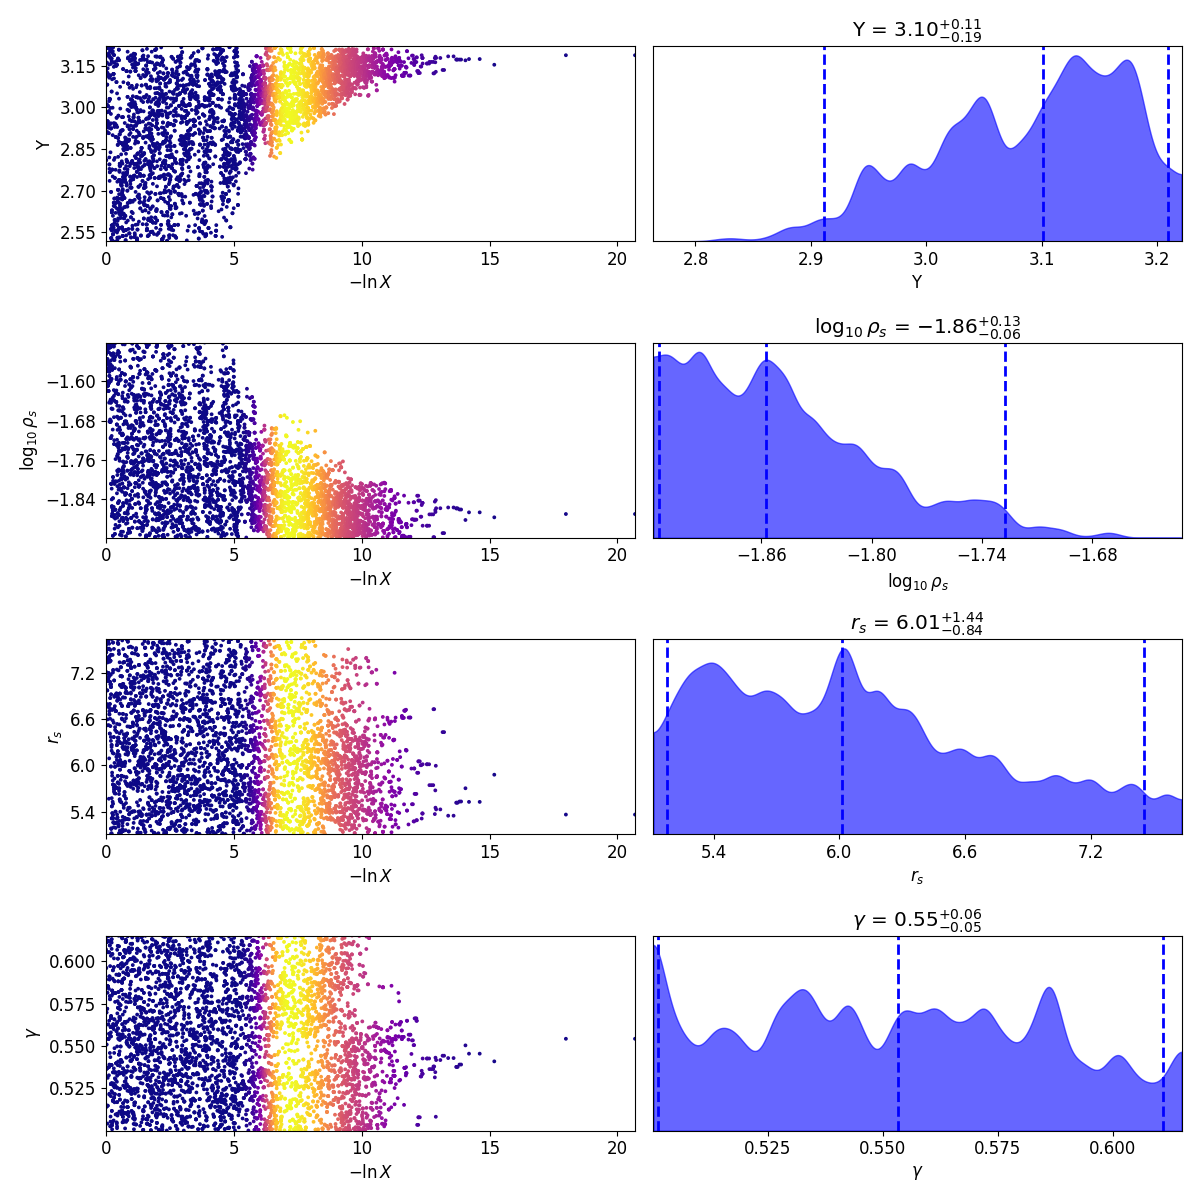 Y = 3.10+0.11−0.19
3.15
3.00
2.85
2.70
2.55
Y
0 5 10 15 20
−ln X
2.8 2.9 3.0 3.1 3.2
Y
log10 ρs = −1.86+0.13−0.06
−1.60
−1.68
−1.76
−1.84
log10 ρs
0 5 10 15 20
−ln X
−1.86 −1.80 −1.74 −1.68
log10 ρs
rs = 6.01+1.44−0.84
7.2
6.6
6.0
5.4
rs
0 5 10 15 20
−ln X
5.4 6.0 6.6 7.2
rs
γ = 0.55+0.06−0.05
0.600
0.575
0.550
0.525
γ
0 5 10 15 20
−ln X
0.525 0.550 0.575 0.600
γ